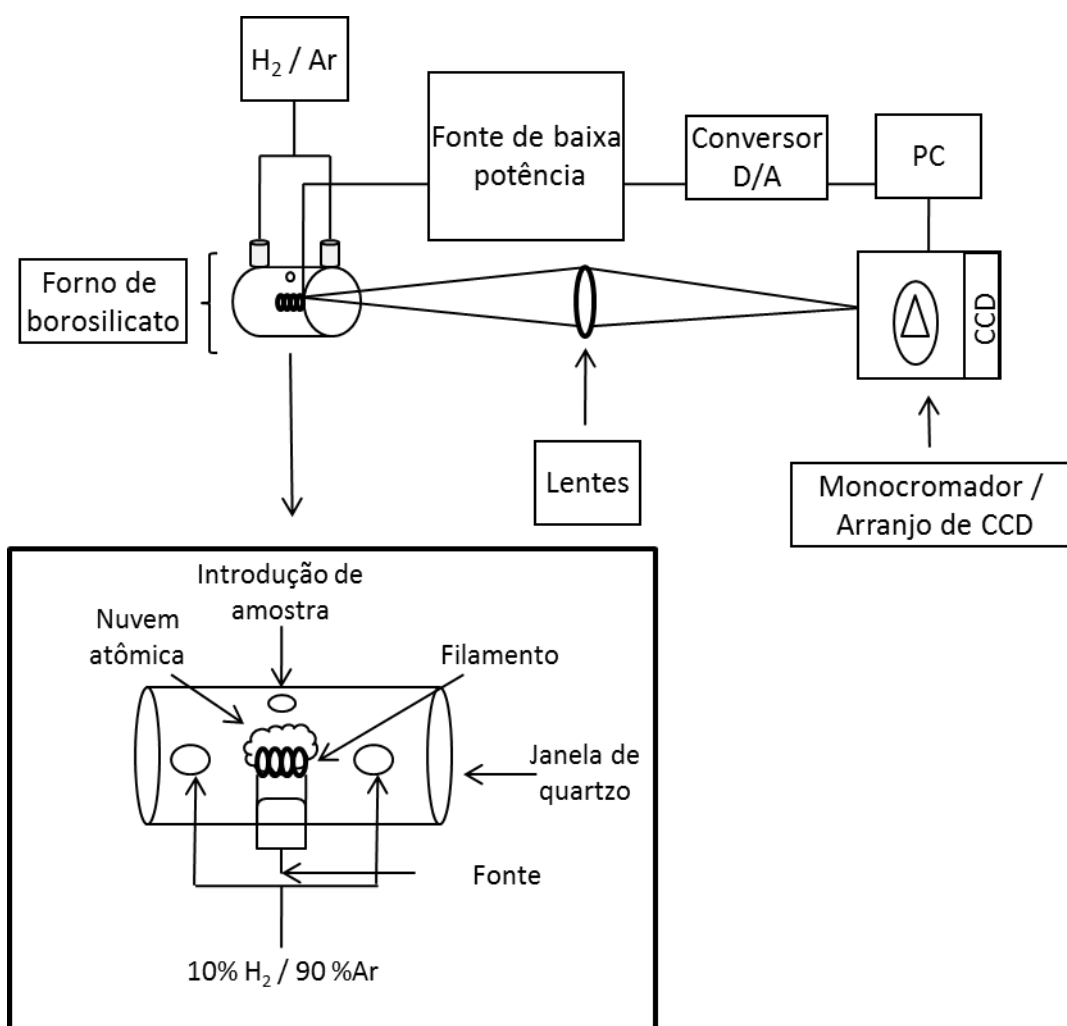 H₂ / Ar
Fonte de baixa
potência
Conversor
D/A
PC
Forno de
borosilicato
CCD
Lentes
Monocromador /
Arranjo de CCD
Introdução de
amostra
Nuvem
atômica
Filamento
Janela de
quartzo
Fonte
10% H₂ / 90 %Ar